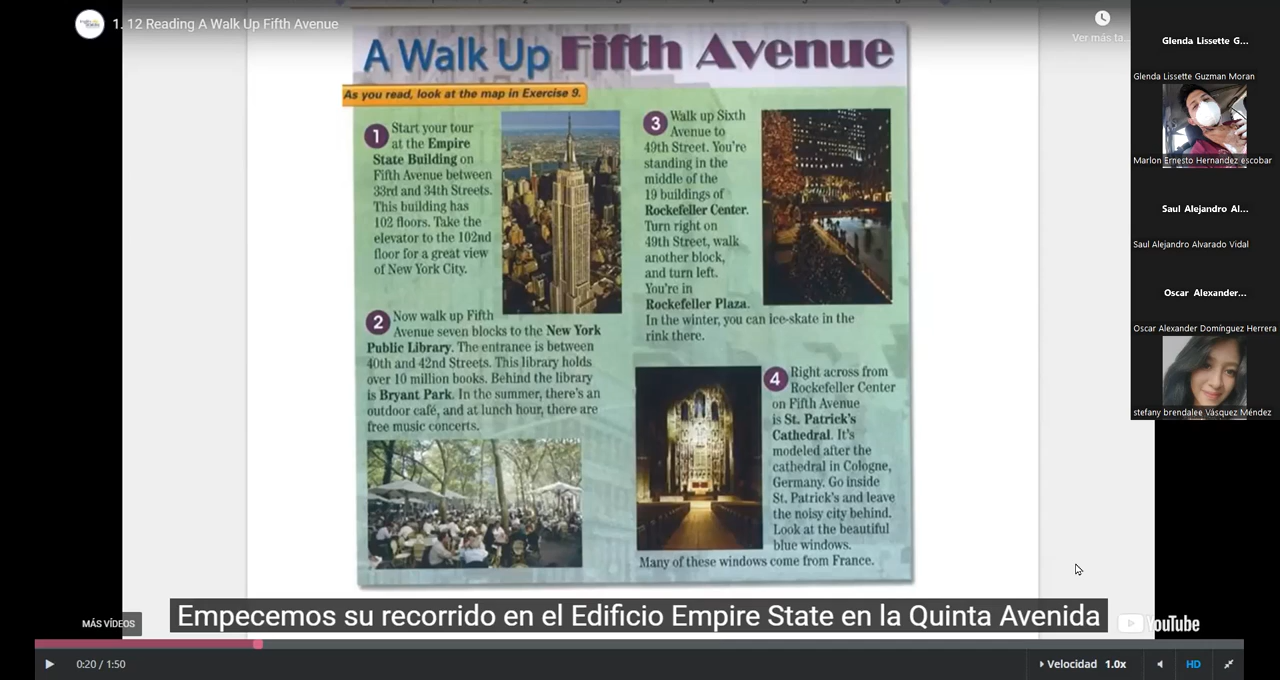 1. 12 Reading A Walk Up Fifth Avenue
Ver más ta...
A Walk Up Fifth Avenue
As you read, look at the map in Exercise 9.
1 Start your tour
at the Empire
State Building on
Fifth Avenue between
33rd and 34th Streets.
This building has
102 floors. Take the
elevator to the 102nd
floor for a great view
of New York City.
2 Now walk up Fifth
Avenue seven blocks to the New York
Public Library. The entrance is between
40th and 42nd Streets. This library holds
over 10 million books. Behind the library
is Bryant Park. In the summer, there's an
outdoor café, and at lunch hour, there are
free music concerts.
3 Walk up Sixth
Avenue to
49th Street. You're
standing in the
middle of the
19 buildings of
Rockefeller Center.
Turn right on
49th Street, walk
another block,
and turn left.
You're in
Rockefeller Plaza.
In the winter, you can ice-skate in the
rink there.
4 Right across from
Rockefeller Center
on Fifth Avenue
is St. Patrick's
Cathedral. It's
modeled after the
cathedral in Cologne,
Germany. Go inside
St. Patrick's and leave
the noisy city behind.
Look at the beautiful
blue windows.
Many of these windows come from France.
Empecemos su recorrido en el Edificio Empire State en la Quinta Avenida
MÁS VÍDEOS
YouTube
0:20 / 1:50
Velocidad 1.0x
HD
Glenda Lissette G...
Glenda Lissette Guzman Moran
Marlon Ernesto Hernandez escobar
Saul Alejandro Al...
Saul Alejandro Alvarado Vidal
Oscar Alexander...
Oscar Alexander Domínguez Herrera
stefany brendalee Vásquez Méndez